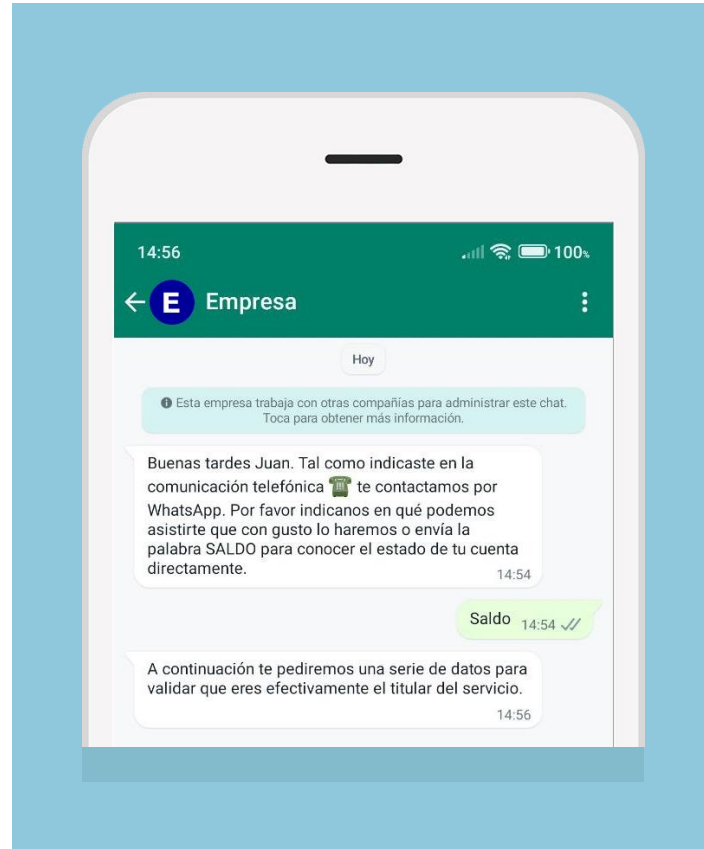 14:56 100%
E Empresa
Hoy
Esta empresa trabaja con otras compañías para administrar este chat.
Toca para obtener más información.
Buenas tardes Juan. Tal como indicaste en la
comunicación telefónica te contactamos por
WhatsApp. Por favor indicanos en qué podemos
asistirte que con gusto lo haremos o envía la
palabra SALDO para conocer el estado de tu cuenta
directamente.
14:54
Saldo 14:54
A continuación te pediremos una serie de datos para
validar que eres efectivamente el titular del servicio.
14:56